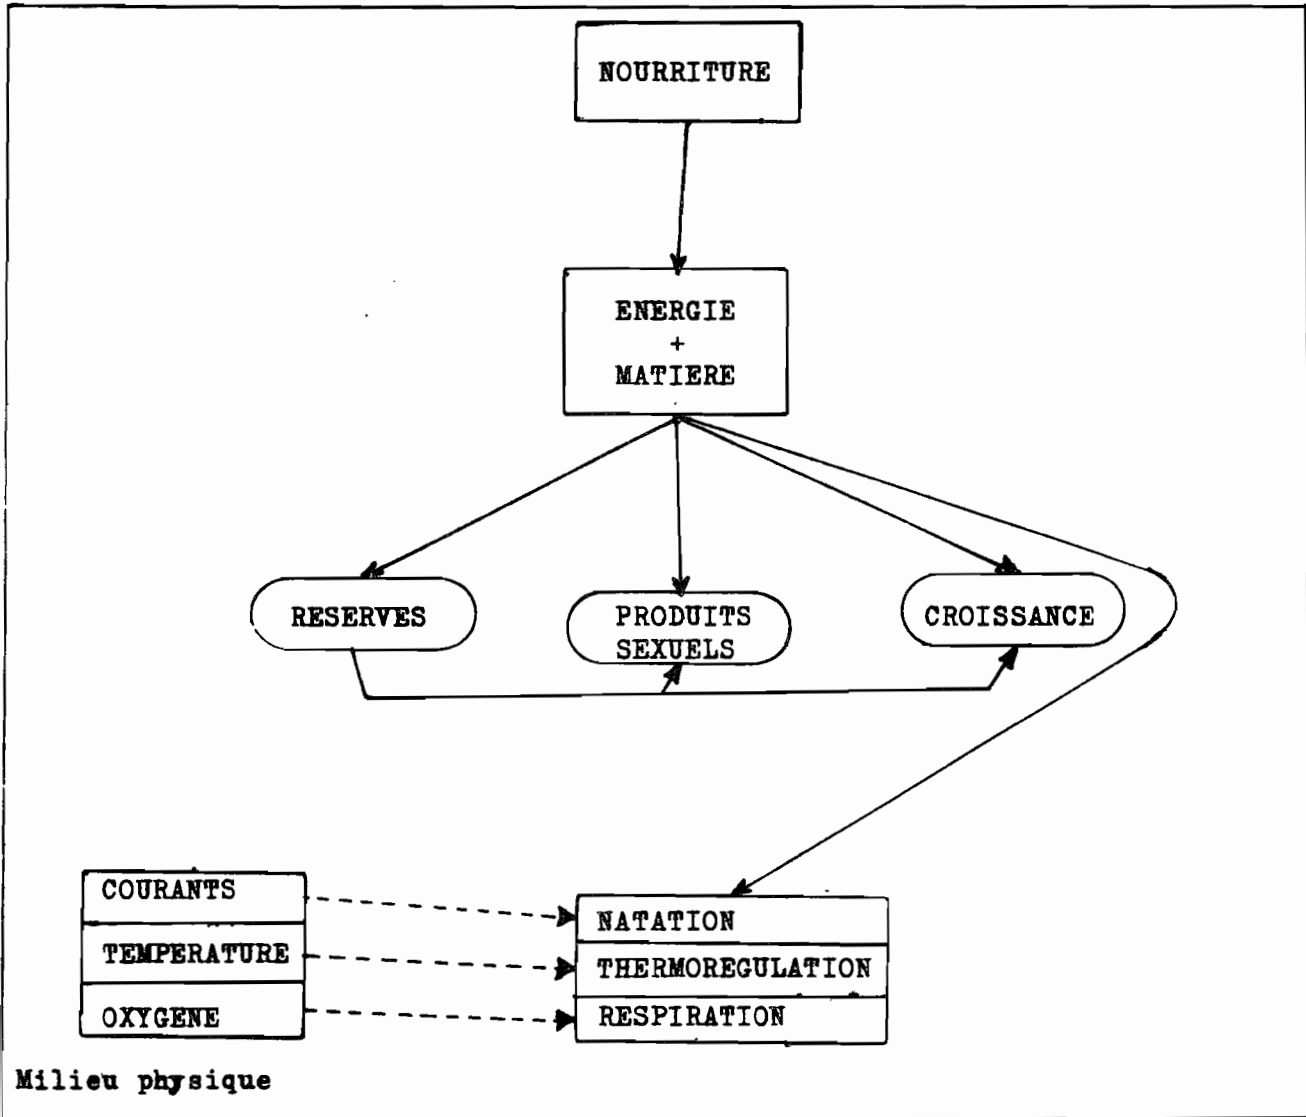 NOURRITURE
ENERGIE
+
MATIERE
RESERVES
PRODUITS
SEXUELS
CROISSANCE
COURANTS
TEMPERATURE
OXYGENE
NATATION
THERMOREGULATION
RESPIRATION
Milieu physique